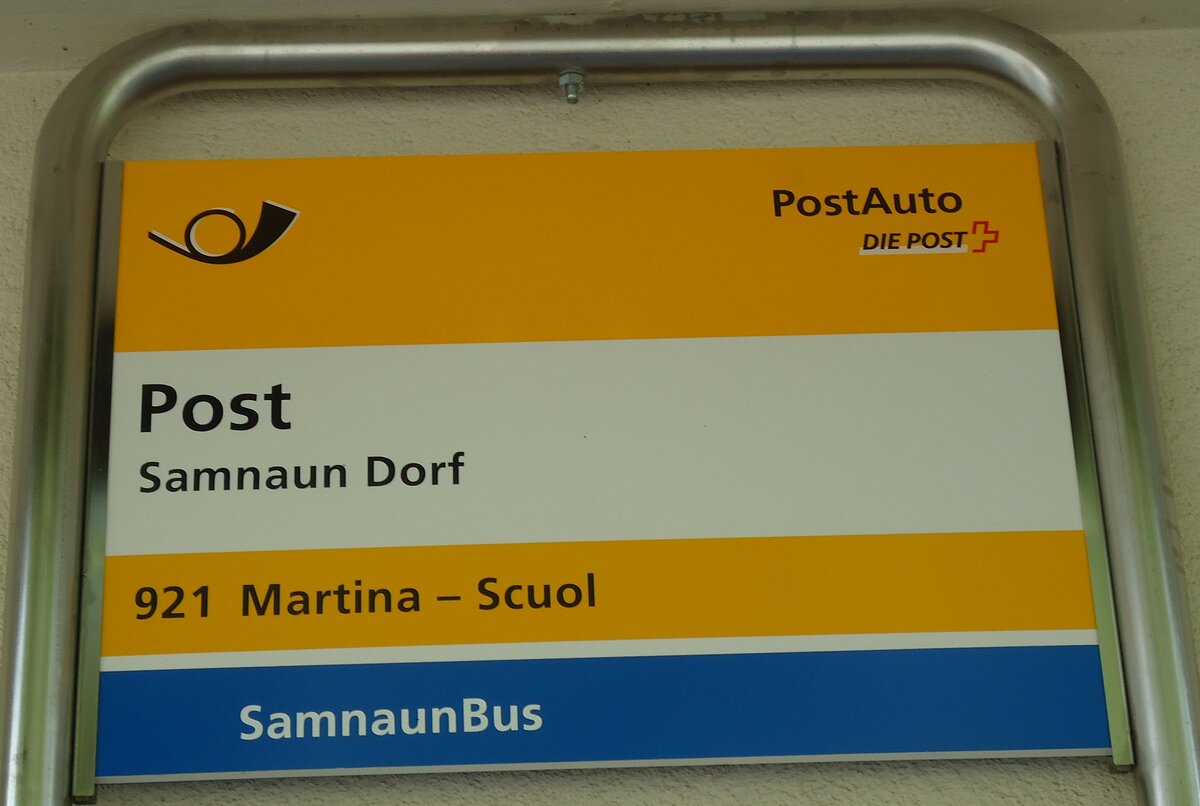 PostAuto
DIE POST
Post
Samnaun Dorf
921 Martina – Scuol
SamnaunBus